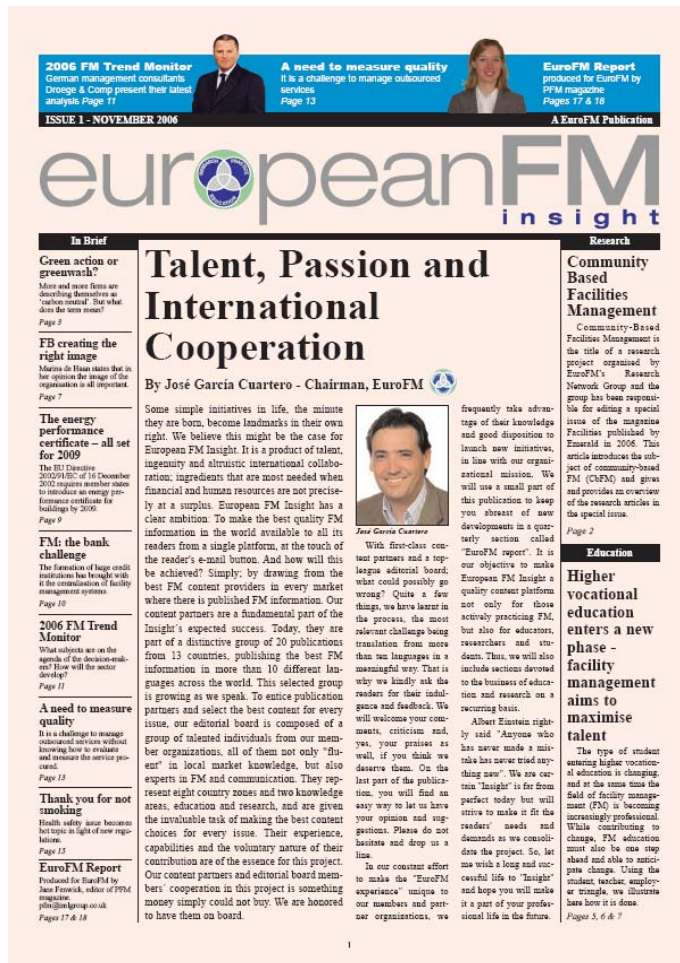 2006 FM Trend Monitor
German management consultants
Droege & Comp present their latest
analysis Page 11
A need to measure quality
It is a challenge to manage outsourced
services
Page 13
EuroFM Report
produced for EuroFM by
PFM magazine
Pages 17 & 18
ISSUE 1 - NOVEMBER 2006
A EuroFM Publication
europeanFM
insight
In Brief
Green action or
greenwash?
More and more firms are
describing themselves as
'carbon neutral'. But what
does the term mean?
Page 3
FB creating the
right image
Marina de Haan states that in
her opinion the image of the
organisation is all important.
Page 7
The energy
performance
certificate – all set
for 2009
The EU Directive
2002/91/EC of 16 December
2002 requires member states
to introduce an energy per-
formance certificate for
buildings by 2009.
Page 9
FM: the bank
challenge
The formation of large credit
institutions has brought with
it the centralisation of facility
management systems.
Page 10
2006 FM Trend
Monitor
What subjects are on the
agenda of the decision-mak-
ers? How will the sector
develop?
Page 11
A need to measure
quality
It is a challenge to manage
outsourced services without
knowing how to evaluate
and measure the service pro-
cured.
Page 13
Thank you for not
smoking
Health safety issue becomes
hot topic in light of new regu-
lations.
Page 15
EuroFM Report
Produced for EuroFM by
Jane Fenwick, editor of PFM
magazine.
pfm@imlgroup.co.uk
Pages 17 & 18
Talent, Passion and
International
Cooperation
By José García Cuartero - Chairman, EuroFM
Some simple initiatives in life, the minute
they are born, become landmarks in their own
right. We believe this might be the case for
European FM Insight. It is a product of talent,
ingenuity and altruistic international collabo-
ration; ingredients that are most needed when
financial and human resources are not precise-
ly at a surplus. European FM Insight has a
clear ambition: To make the best quality FM
information in the world available to all its
readers from a single platform, at the touch of
the reader's e-mail button. And how will this
be achieved? Simply; by drawing from the
best FM content providers in every market
where there is published FM information. Our
content partners are a fundamental part of the
Insight's expected success. Today, they are
part of a distinctive group of 20 publications
from 13 countries, publishing the best FM
information in more than 10 different lan-
guages across the world. This selected group
is growing as we speak. To entice publication
partners and select the best content for every
issue, our editorial board is composed of a
group of talented individuals from our mem-
ber organizations, all of them not only "flu-
ent" in local market knowledge, but also
experts in FM and communication. They rep-
resent eight country zones and two knowledge
areas, education and research, and are given
the invaluable task of making the best content
choices for every issue. Their experience,
capabilities and the voluntary nature of their
contribution are of the essence for this project.
Our content partners and editorial board mem-
bers' cooperation in this project is something
money simply could not buy. We are honored
to have them on board.
José García Cuartero
With first-class con-
tent partners and a top-
league editorial board;
what could possibly go
wrong? Quite a few
things, we have learnt in
the process, the most
relevant challenge being
translation from more
than ten languages in a
meaningful way. That is
why we kindly ask the
readers for their indul-
gence and feedback. We
will welcome your com-
ments, criticism and,
yes, your praises as
well, if you think we
deserve them. On the
last part of the publica-
tion, you will find an
easy way to let us have
your opinion and sug-
gestions. Please do not
hesitate and drop us a
line.
In our constant effort
to make the "EuroFM
experience" unique to
our members and part-
ner organizations, we
frequently take advan-
tage of their knowledge
and good disposition to
launch new initiatives,
in line with our organi-
zational mission. We
will use a small part of
this publication to keep
you abreast of new
developments in a quar-
terly section called
"EuroFM report". It is
our objective to make
European FM Insight a
quality content platform
not only for those
actively practicing FM,
but also for educators,
researchers and stu-
dents. Thus, we will also
include sections devoted
to the business of educa-
tion and research on a
recurring basis.
Albert Einstein right-
ly said "Anyone who
has never made a mis-
take has never tried any-
thing new". We are cer-
tain "Insight" is far from
perfect today but will
strive to make it fit the
readers' needs and
demands as we consoli-
date the project. So, let
me wish a long and suc-
cessful life to "Insight"
and hope you will make
it a part of your profes-
sional life in the future.
Research
Community
Based
Facilities
Management
Community-Based
Facilities Management is
the title of a research
project organised by
EuroFM's Research
Network Group and the
group has been responsi-
ble for editing a special
issue of the magazine
Facilities published by
Emerald in 2006. This
article introduces the sub-
ject of community-based
FM (CbFM) and gives
and provides an overview
of the research articles in
the special issue.
Page 2
Education
Higher
vocational
education
enters a new
phase -
facility
management
aims to
maximise
talent
The type of student
entering higher vocation-
al education is changing,
and at the same time the
field of facility manage-
ment (FM) is becoming
increasingly professional.
While contributing to
change, FM education
must also be one step
ahead and able to antici-
pate change. Using the
student, teacher, employ-
er triangle, we illustrate
here how it is done.
Pages 5, 6 & 7
1